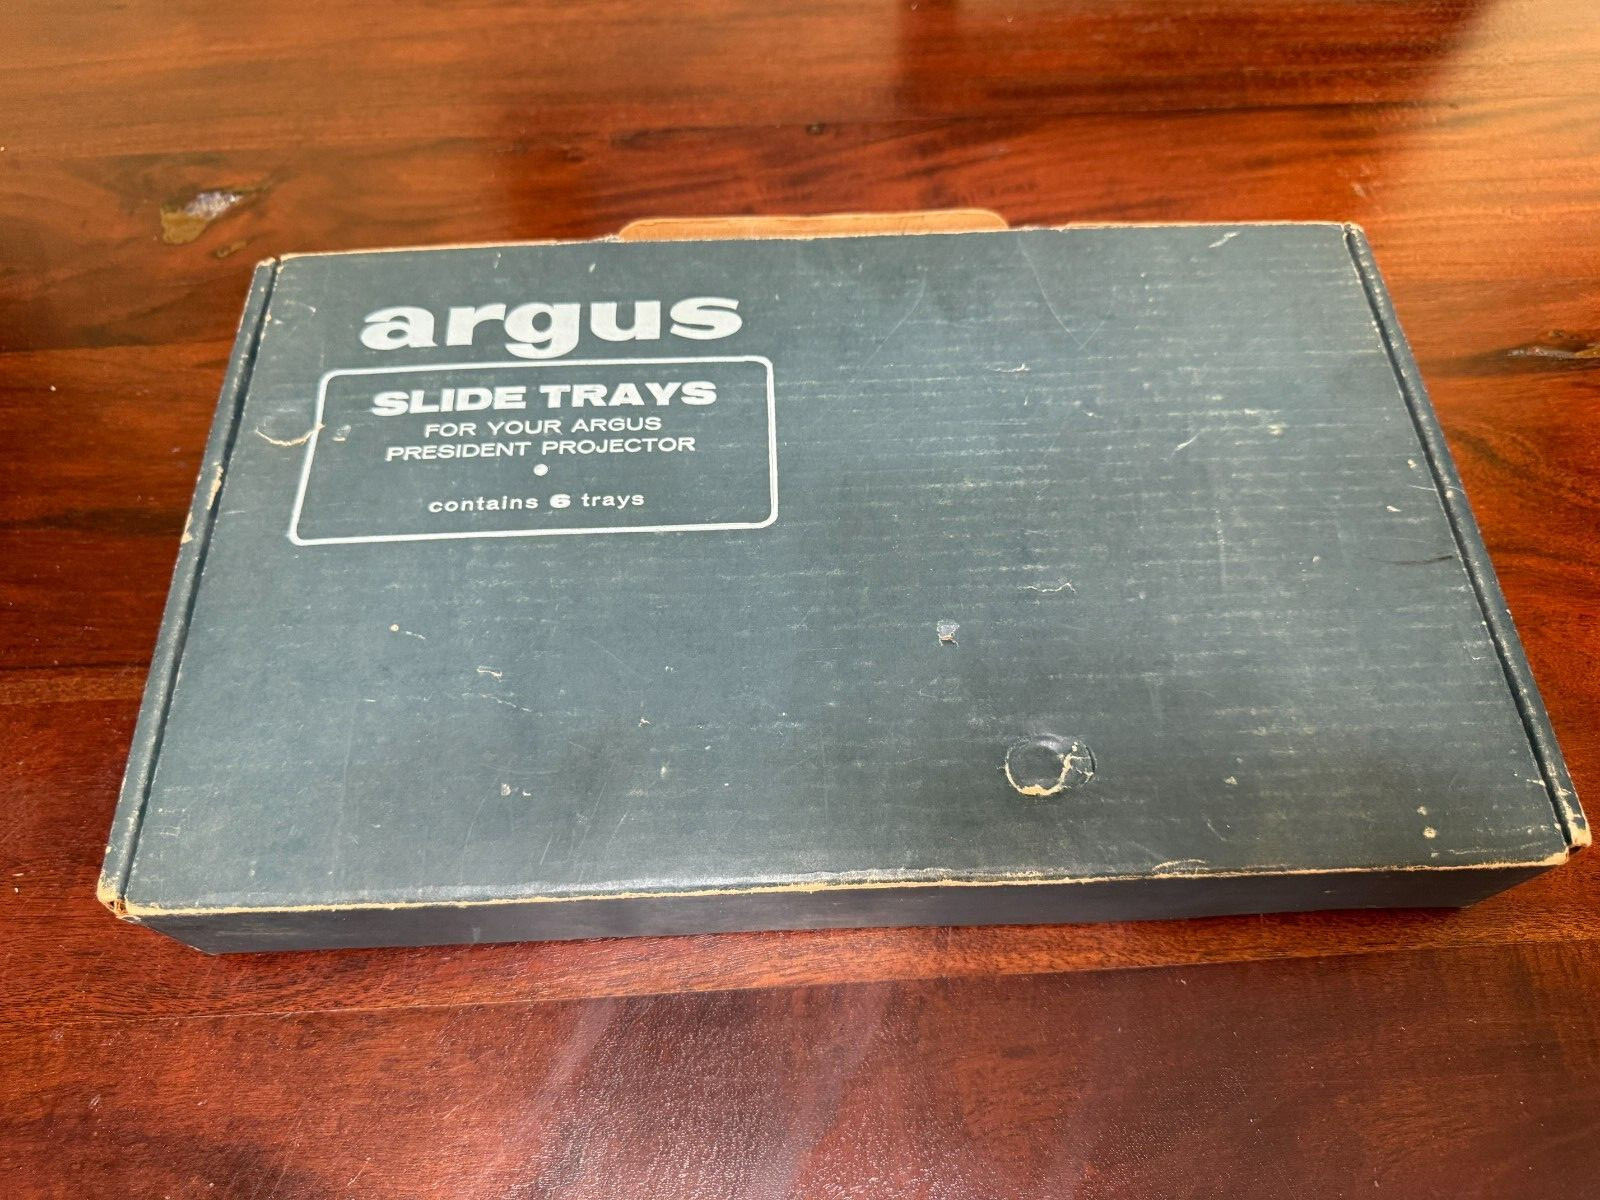 argus
SLIDE TRAYS
FOR YOUR ARGUS
PRESIDENT PROJECTOR
contains 6 trays